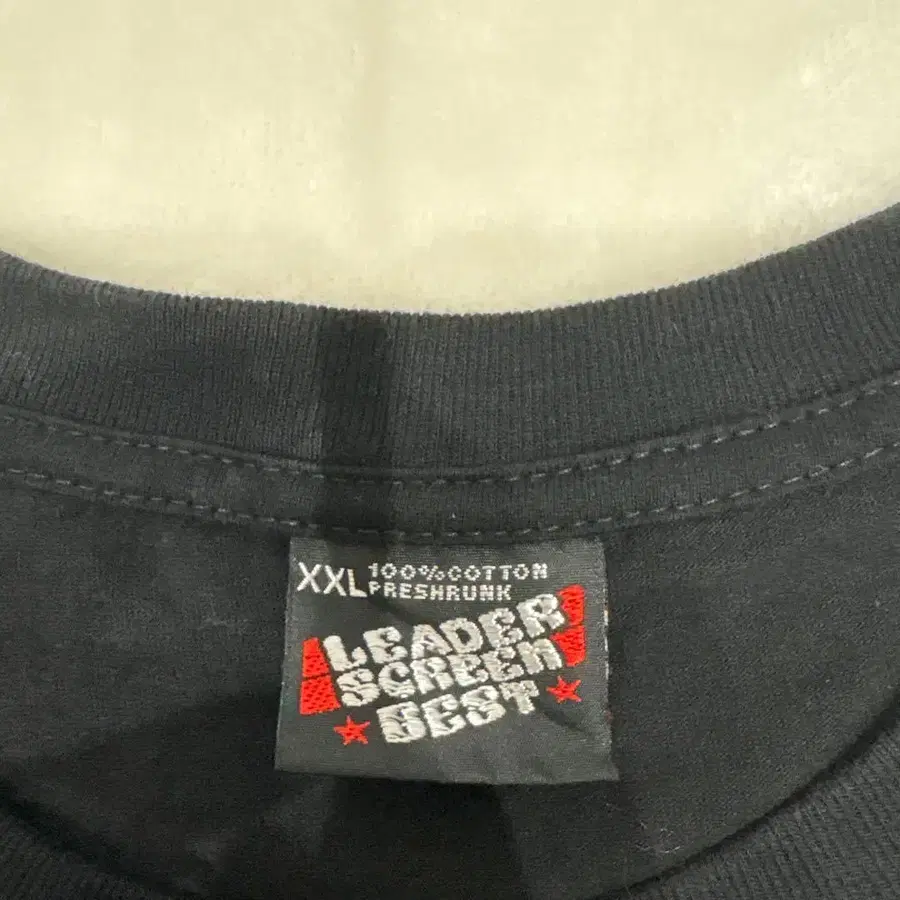 XXL 100%COTTON
PRESHRUNK
LEADER
SCREEN
BEST